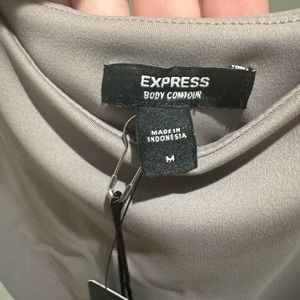 EXPRESS
BODY CONTOUR
MADE IN
INDONESIA
M